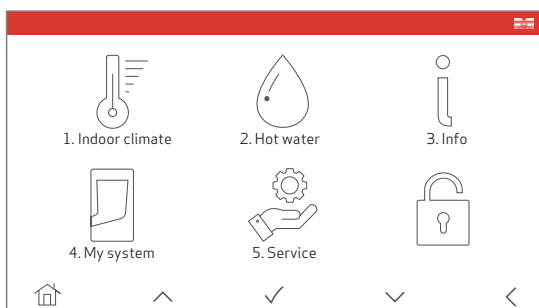 1. Indoor climate
2. Hot water
3. Info
4. My system
5. Service